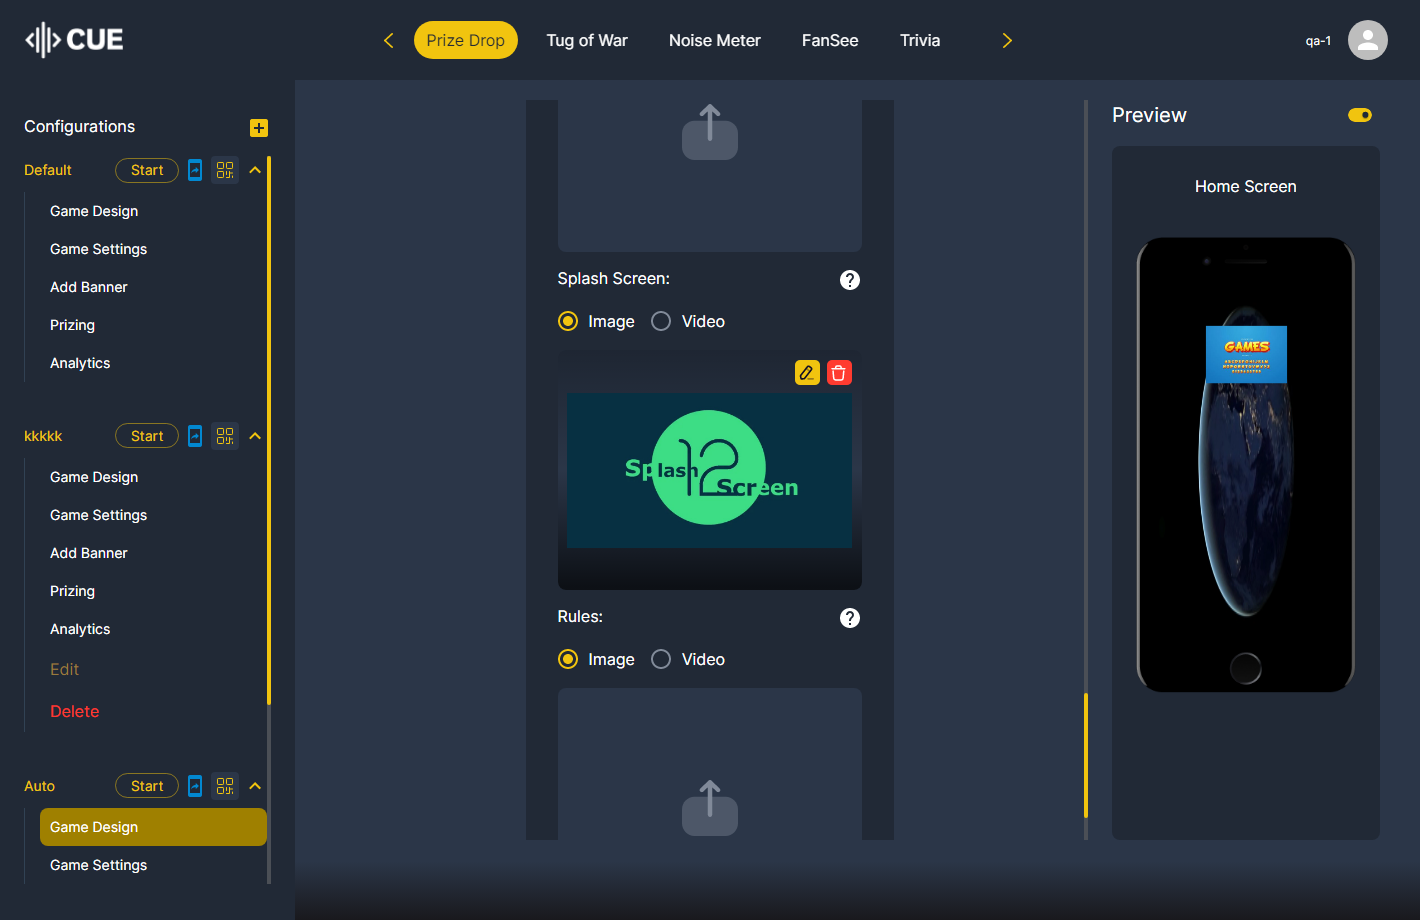 CUE
Prize Drop
Tug of War
Noise Meter
FanSee
Trivia
qa-1
Configurations
Default
Start
Game Design
Game Settings
Add Banner
Prizing
Analytics
kkkkk
Start
Game Design
Game Settings
Add Banner
Prizing
Analytics
Edit
Delete
Auto
Start
Game Design
Game Settings
Splash Screen:
?
Image
Video
12
Splash
Screen
Rules:
?
Image
Video
Preview
Home Screen
GAMES